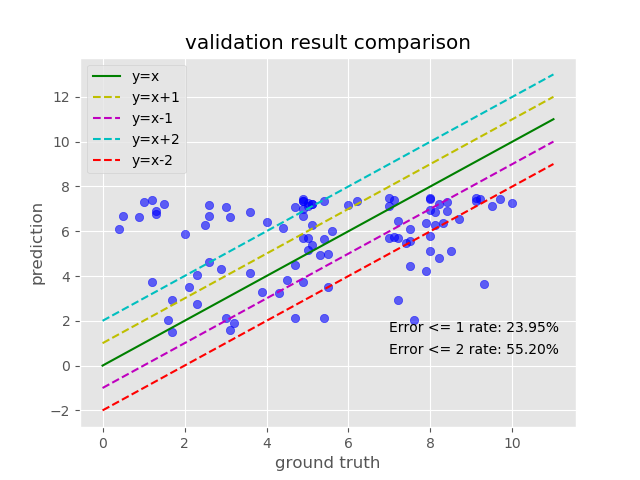 validation result comparison
y=x
y=x+1
y=x-1
y=x+2
y=x-2
12
10
8
6
4
2
0
−2
prediction
Error <= 1 rate: 23.95%
Error <= 2 rate: 55.20%
0 2 4 6 8 10
ground truth